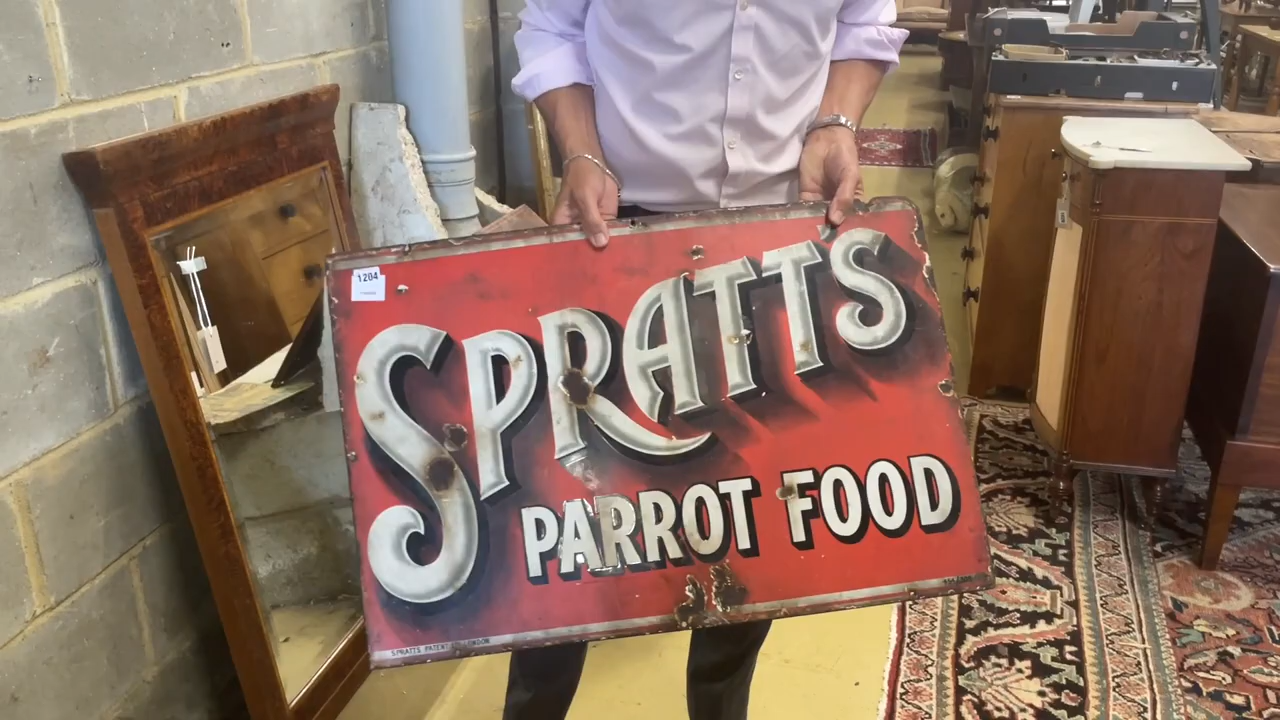 1204
SPRATTS
PARROT FOOD
SPRATTS PATENT LONDON